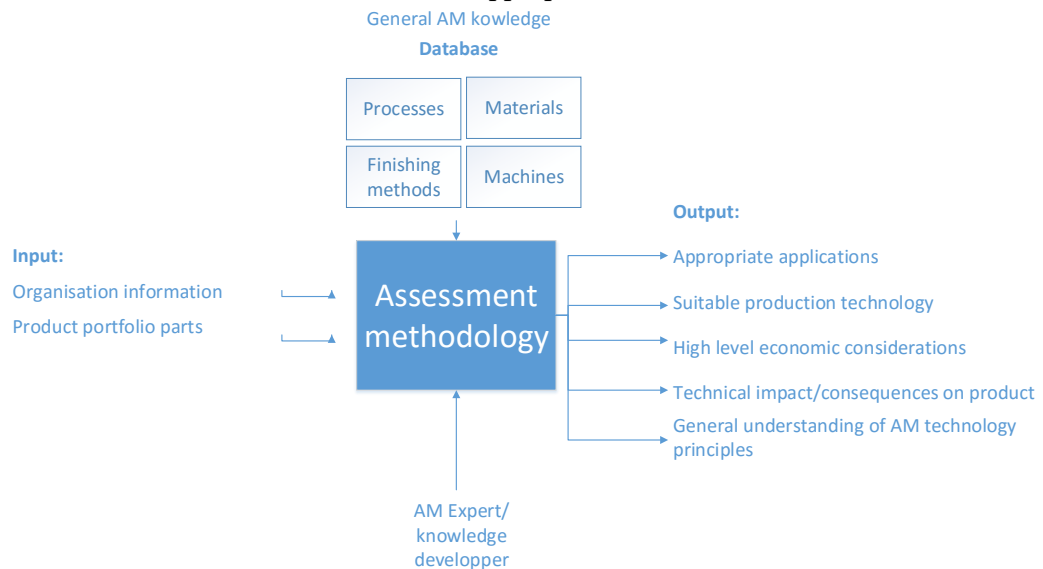 General AM kowledge
Database
Processes
Materials
Finishing
methods
Machines
Input:
Organisation information
Product portfolio parts
Assessment
methodology
Output:
Appropriate applications
Suitable production technology
High level economic considerations
Technical impact/consequences on product
General understanding of AM technology
principles
AM Expert/
knowledge
developper